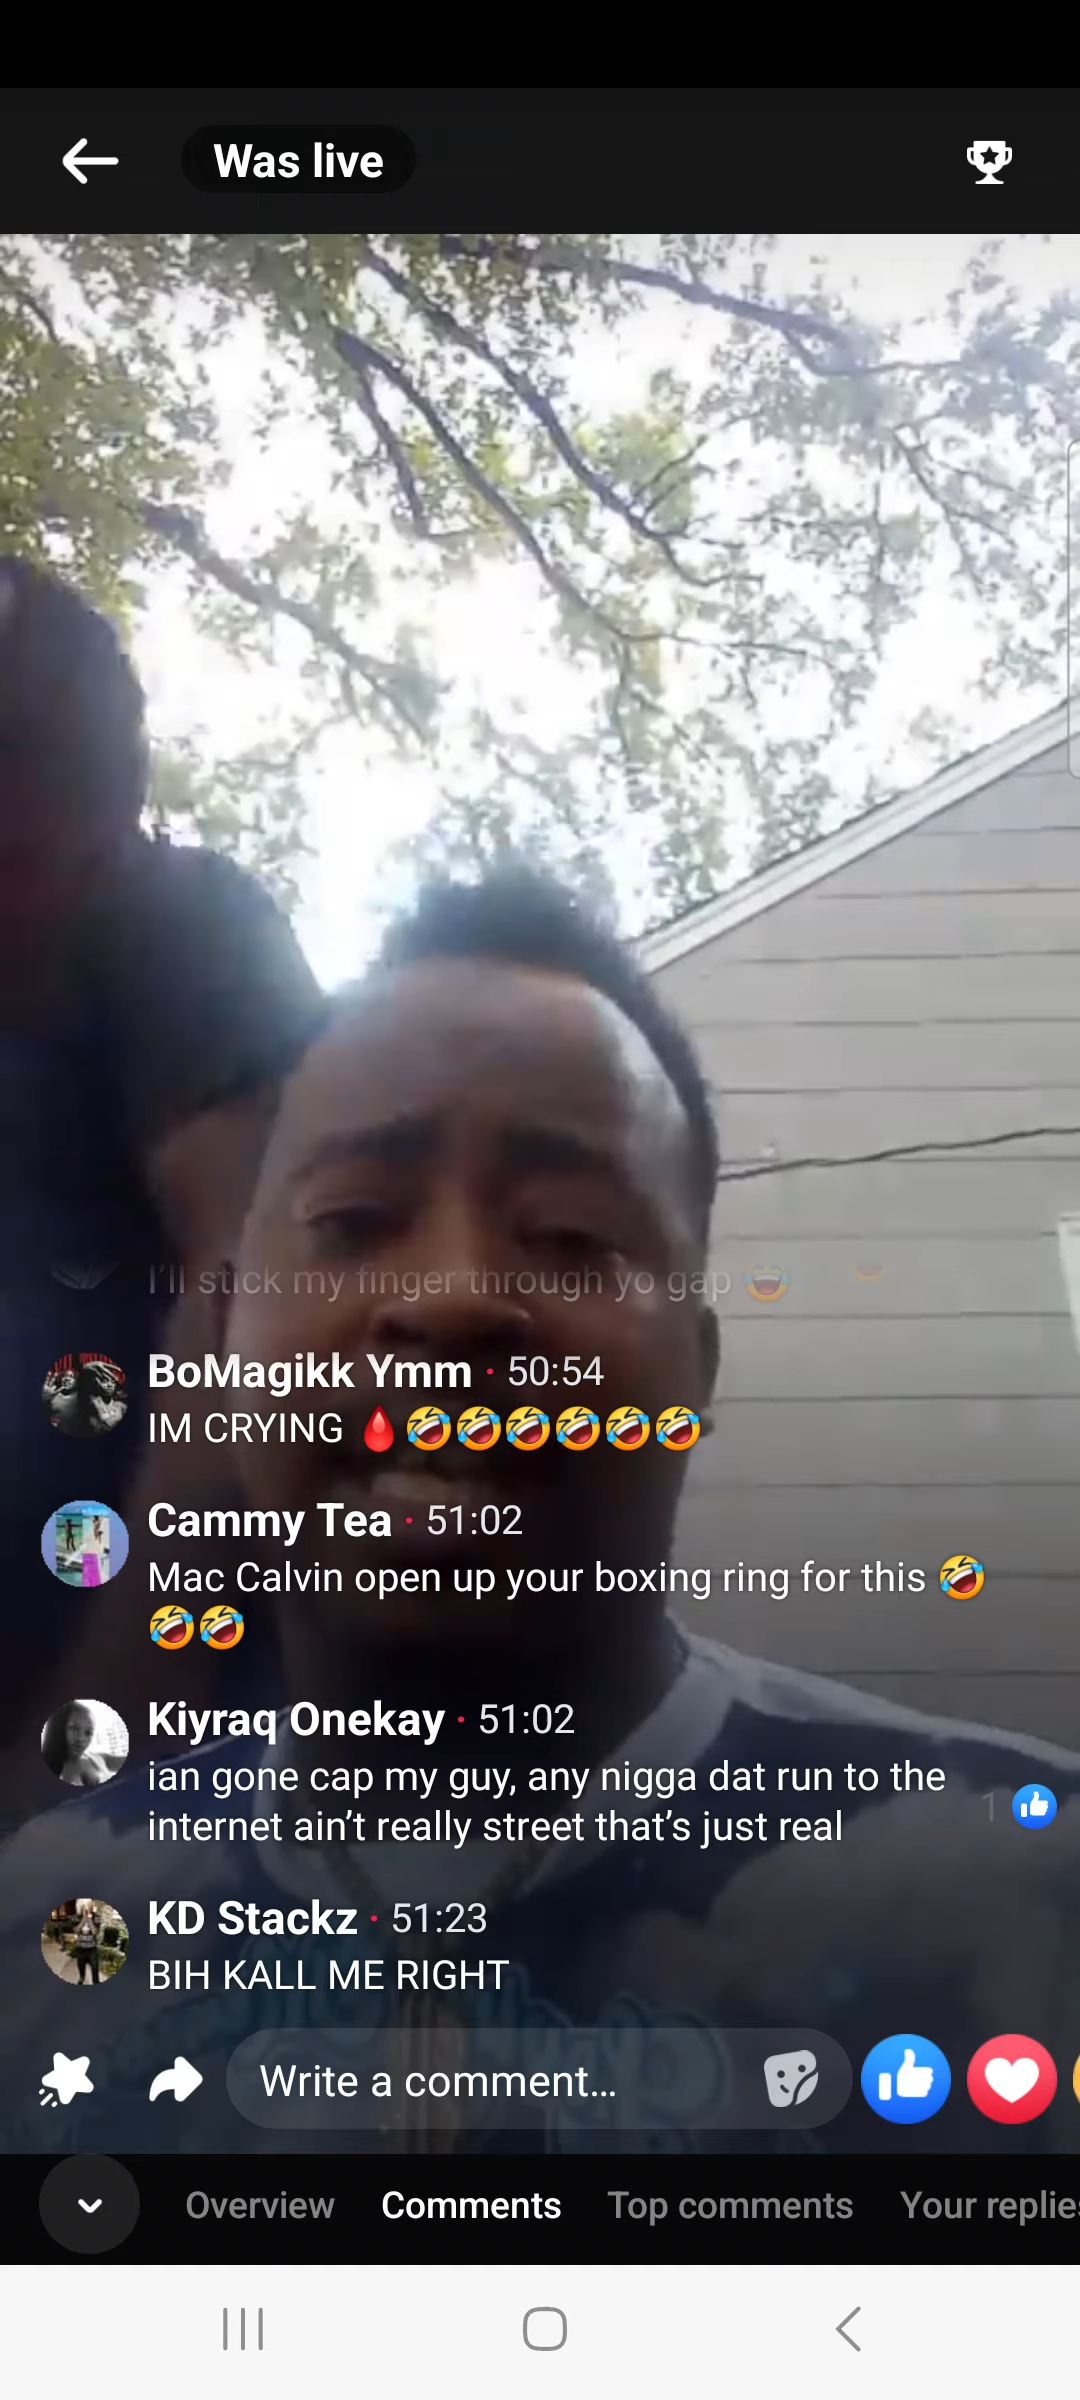 Was live
I'll stick my finger through yo gap 😂
BoMagikk Ymm · 50:54
IM CRYING 🩸🤣🤣🤣🤣🤣🤣
Cammy Tea · 51:02
Mac Calvin open up your boxing ring for this 🤣
🤣🤣
Kiyraq Onekay · 51:02
ian gone cap my guy, any nigga dat run to the
internet ain’t really street that’s just real
1
KD Stackz · 51:23
BIH KALL ME RIGHT
Write a comment...
Overview Comments Top comments Your replies